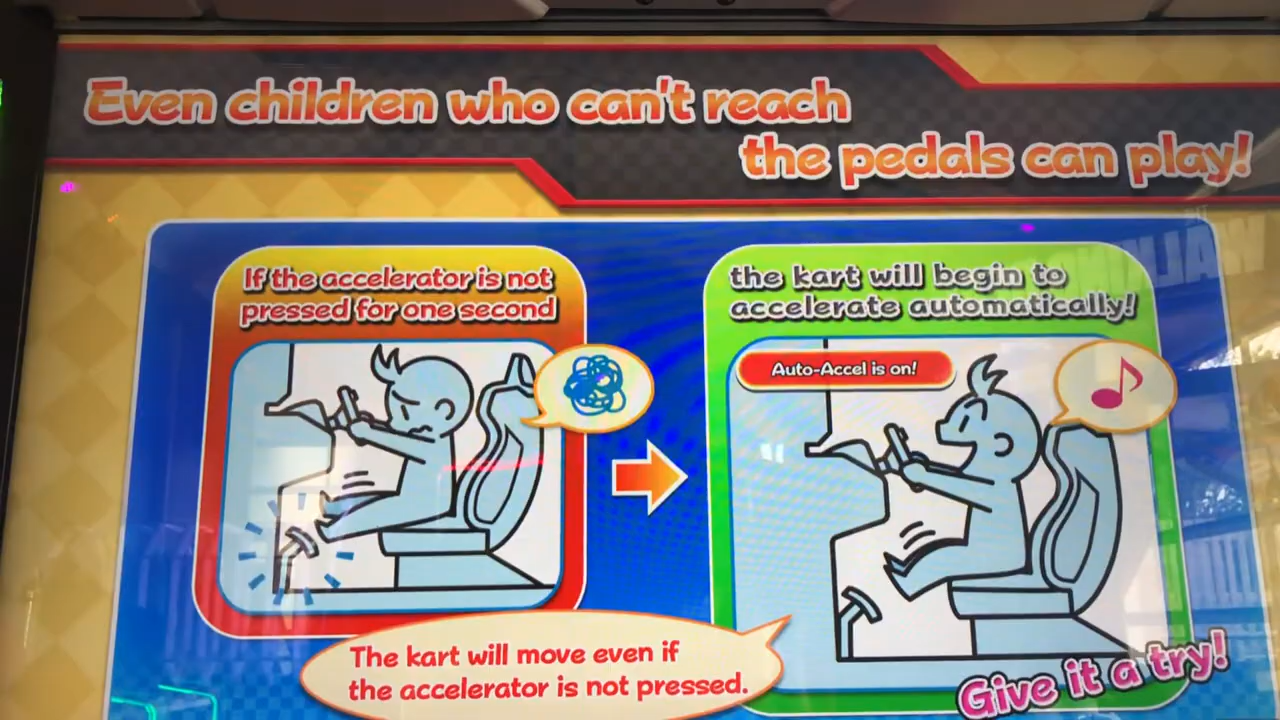 Even children who can't reach
the pedals can play!
If the accelerator is not
pressed for one second
the kart will begin to
accelerate automatically!
Auto-Accel is on!
The kart will move even if
the accelerator is not pressed.
Give it a try!